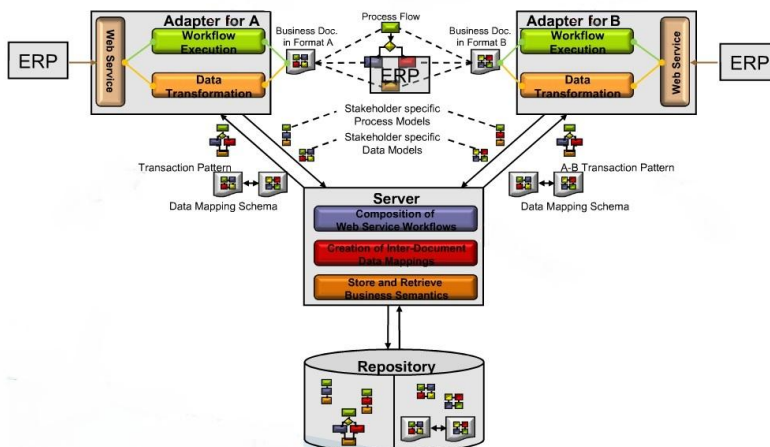 Adapter for A
Workflow
Execution
Data
Transformation
Web Service
ERP
Business Doc.
in Format A
Process Flow
ERP
Business Doc.
in Format B
Adapter for B
Workflow
Execution
Data
Transformation
Web Service
ERP
Stakeholder specific
Process Models
Stakeholder specific
Data Models
Transaction
Pattern
Data Mapping Schema
A-B Transaction Pattern
Data Mapping Schema
Server
Composition of
Web Service Workflows
Creation of Inter-Document
Data Mappings
Store and Retrieve
Business Semantics
Repository